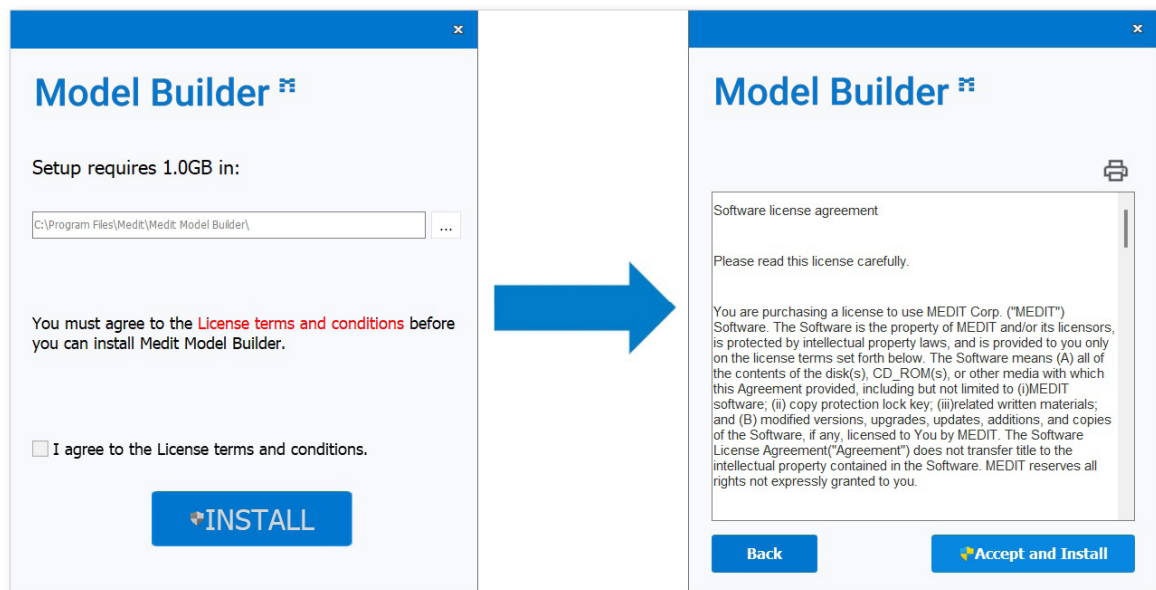 Model Builder
Setup requires 1.0GB in:
C:\Program Files\Medit\Medit Model Builder\
...
You must agree to the License terms and conditions before
you can install Medit Model Builder.
I agree to the License terms and conditions.
INSTALL
Model Builder
Software license agreement
Please read this license carefully.
You are purchasing a license to use MEDIT Corp. ("MEDIT")
Software. The Software is the property of MEDIT and/or its licensors,
is protected by intellectual property laws, and is provided to you only
on the license terms set forth below. The Software means (A) all of
the contents of the disk(s), CD_ROM(s), or other media with which
this Agreement provided, including but not limited to (i)MEDIT
software; (ii) copy protection lock key; (iii)related written materials;
and (B) modified versions, upgrades, updates, additions, and copies
of the Software, if any, licensed to You by MEDIT. The Software
License Agreement("Agreement") does not transfer title to the
intellectual property contained in the Software. MEDIT reserves all
rights not expressly granted to you.
Back
Accept and Install